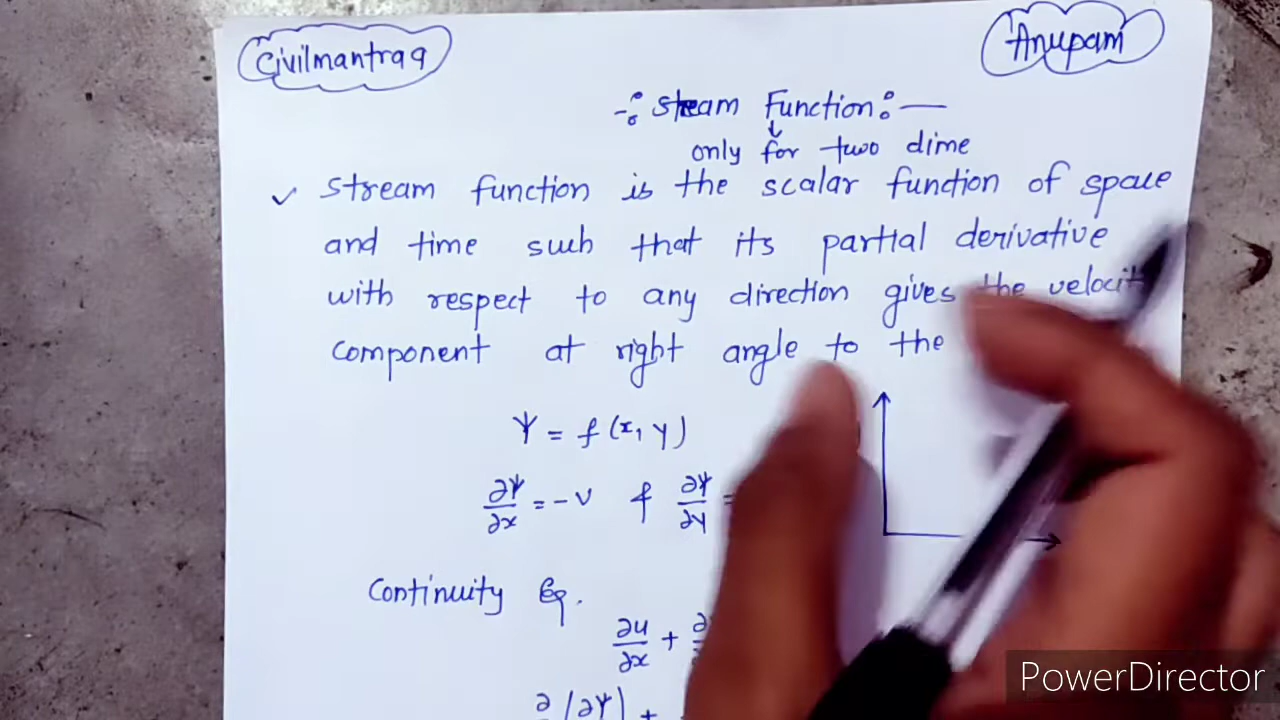 Civilmantraa
Anupam
-: Stream Function :-
only for two dime
✓ Stream function is the scalar function of space
and time such that its partial derivative
with respect to any direction gives the velocit
component at right angle to the
Ψ = f (x, y)
∂Ψ/∂x = -v & ∂Ψ/∂y =
Continuity Eq.
∂u/∂x +
∂ (∂Ψ) +
PowerDirector